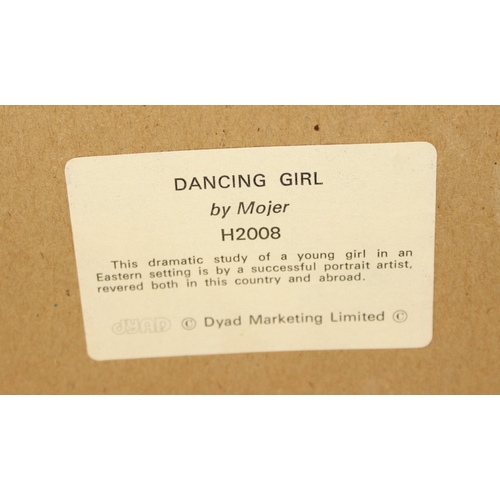 DANCING GIRL
by Mojer
H2008
This dramatic study of a young girl in an
Eastern setting is by a successful portrait artist,
revered both in this country and abroad.
dyad © Dyad Marketing Limited ©